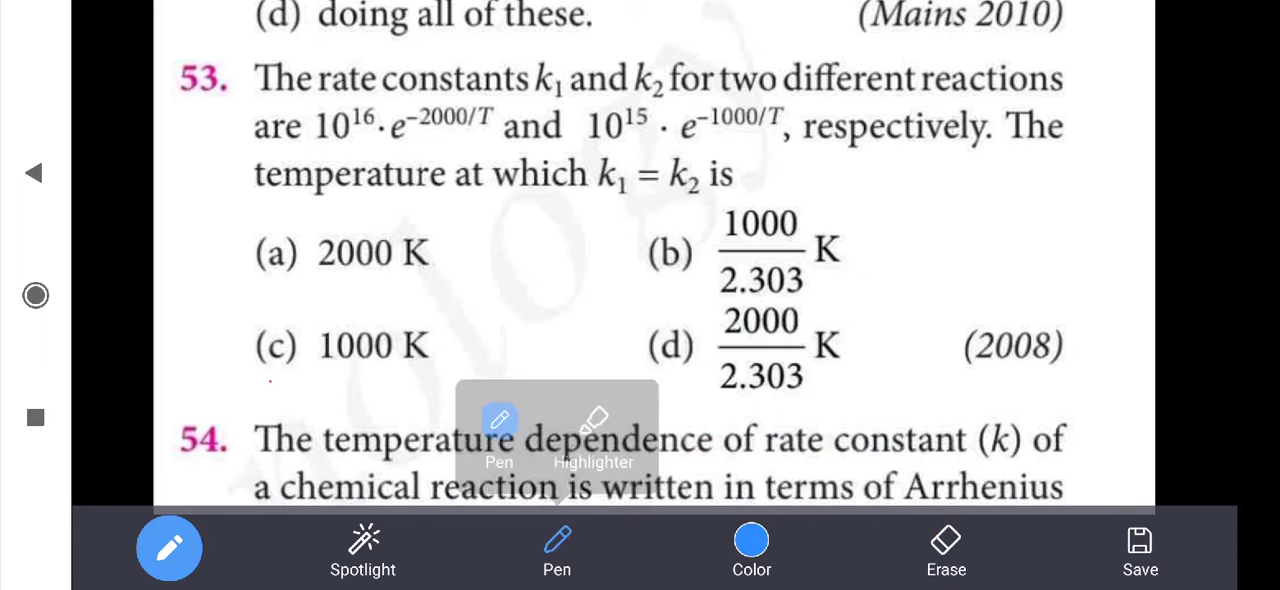 (d) doing all of these. (Mains 2010)
53. The rate constants k₁ and k₂ for two different reactions
are 10¹⁶·e⁻²⁰⁰⁰/ᵀ and 10¹⁵ · e⁻¹⁰⁰⁰/ᵀ, respectively. The
temperature at which k₁ = k₂ is
(a) 2000 K (b) 1000/2.303 K
(c) 1000 K (d) 2000/2.303 K (2008)
54. The temperature dependence of rate constant (k) of
a chemical reaction is written in terms of Arrhenius
Pen Highlighter
Spotlight Pen Color Erase Save